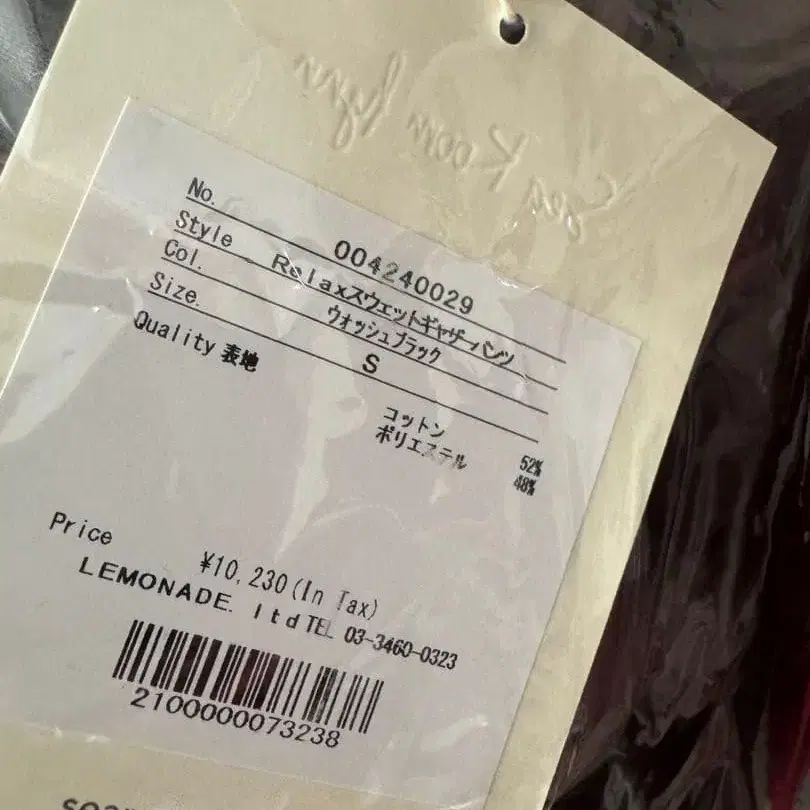 No. 004240029
Style Relaxスウェットギャザーパンツ
Col. ウォッシュブラック
Size. S
Quality 表地
コットン 52%
ポリエステル 48%
Price
¥10,230(In Tax)
LEMONADE. ltd TEL 03-3460-0323
2100000073238